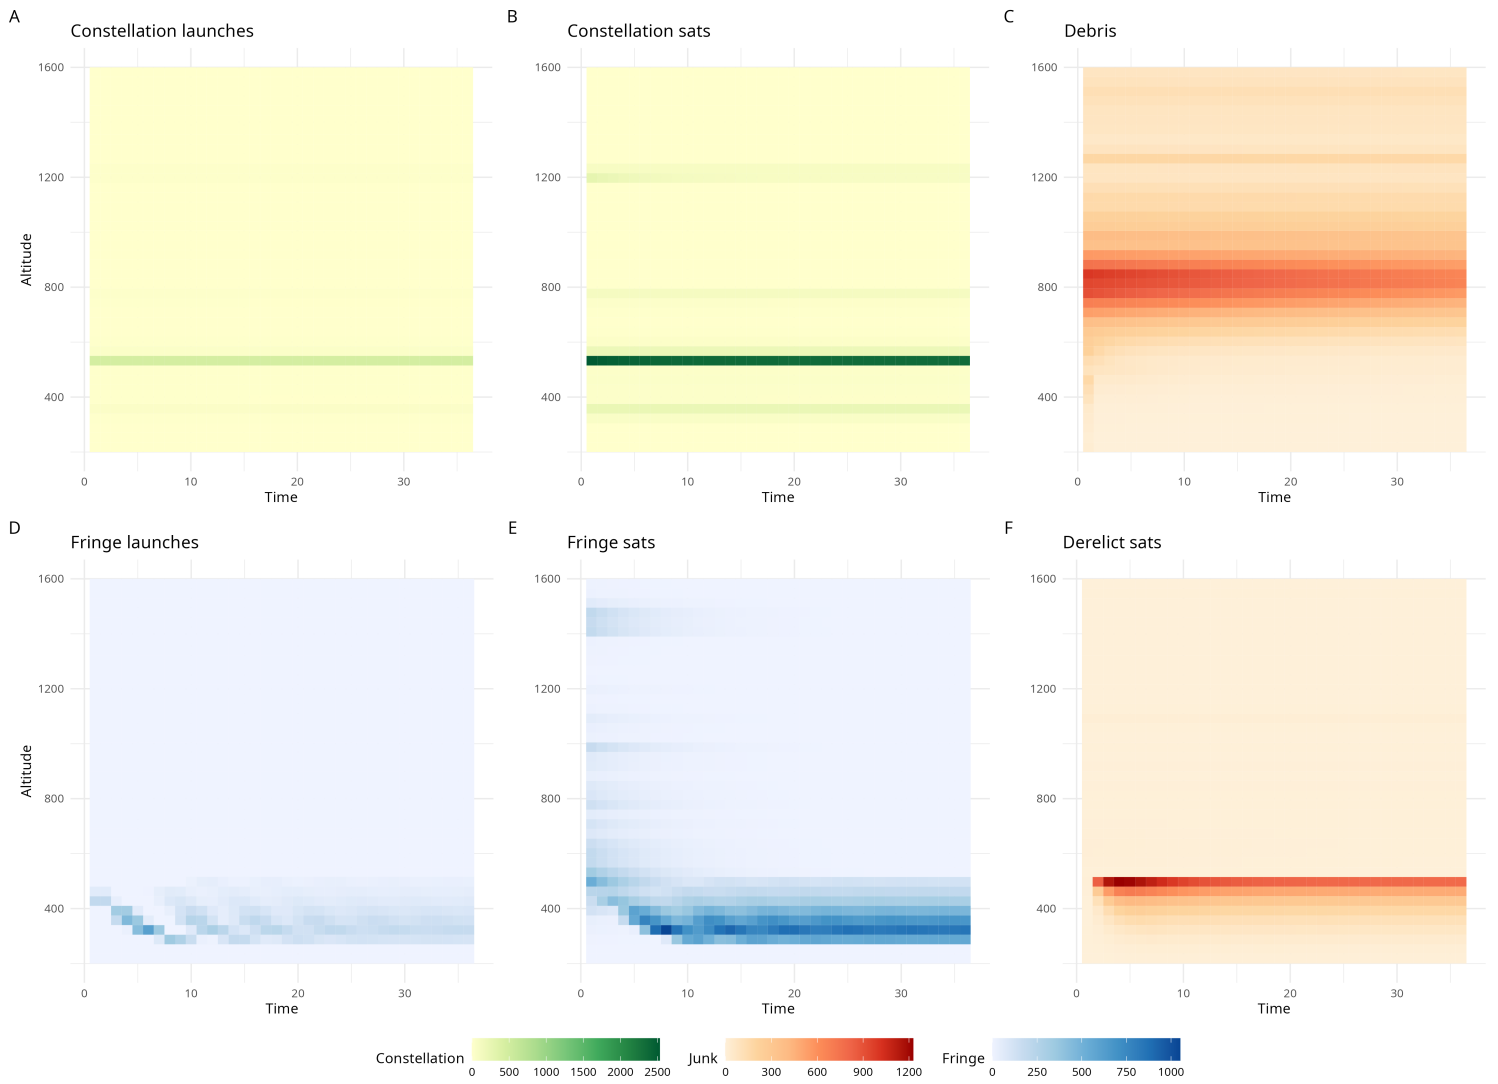 A B C
Constellation launches Constellation sats Debris
1600 1600 1600
1200 1200 1200
Altitude
800 800 800
400 400 400
0 10 20 30 0 10 20 30 0 10 20 30
Time Time Time
D E F
Fringe launches Fringe sats Derelict sats
1600 1600 1600
1200 1200 1200
Altitude
800 800 800
400 400 400
0 10 20 30 0 10 20 30 0 10 20 30
Time Time Time
Constellation Junk Fringe
0 500 1000 1500 2000 2500 0 300 600 900 1200 0 250 500 750 1000